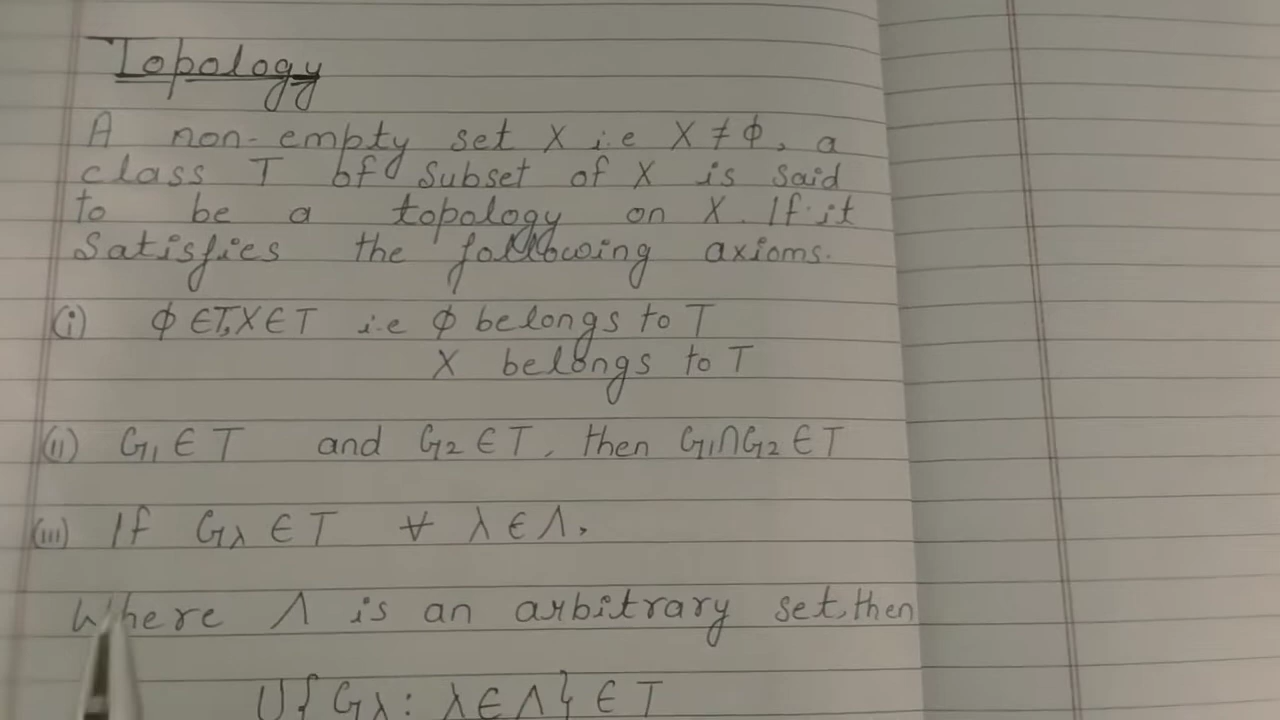 Topology
A non-empty set X i.e X ≠ ϕ, a
class T of subset of X is said
to be a topology on X. If it
Satisfies the following axioms.
(i) ϕ ∈ T, X ∈ T i.e ϕ belongs to T
X belongs to T
(ii) G₁ ∈ T and G₂ ∈ T, then G₁∩G₂ ∈ T
(iii) If Gλ ∈ T ∀ λ ∈ Λ,
Where Λ is an arbitrary set, then
U{Gλ : λ ∈ Λ} ∈ T